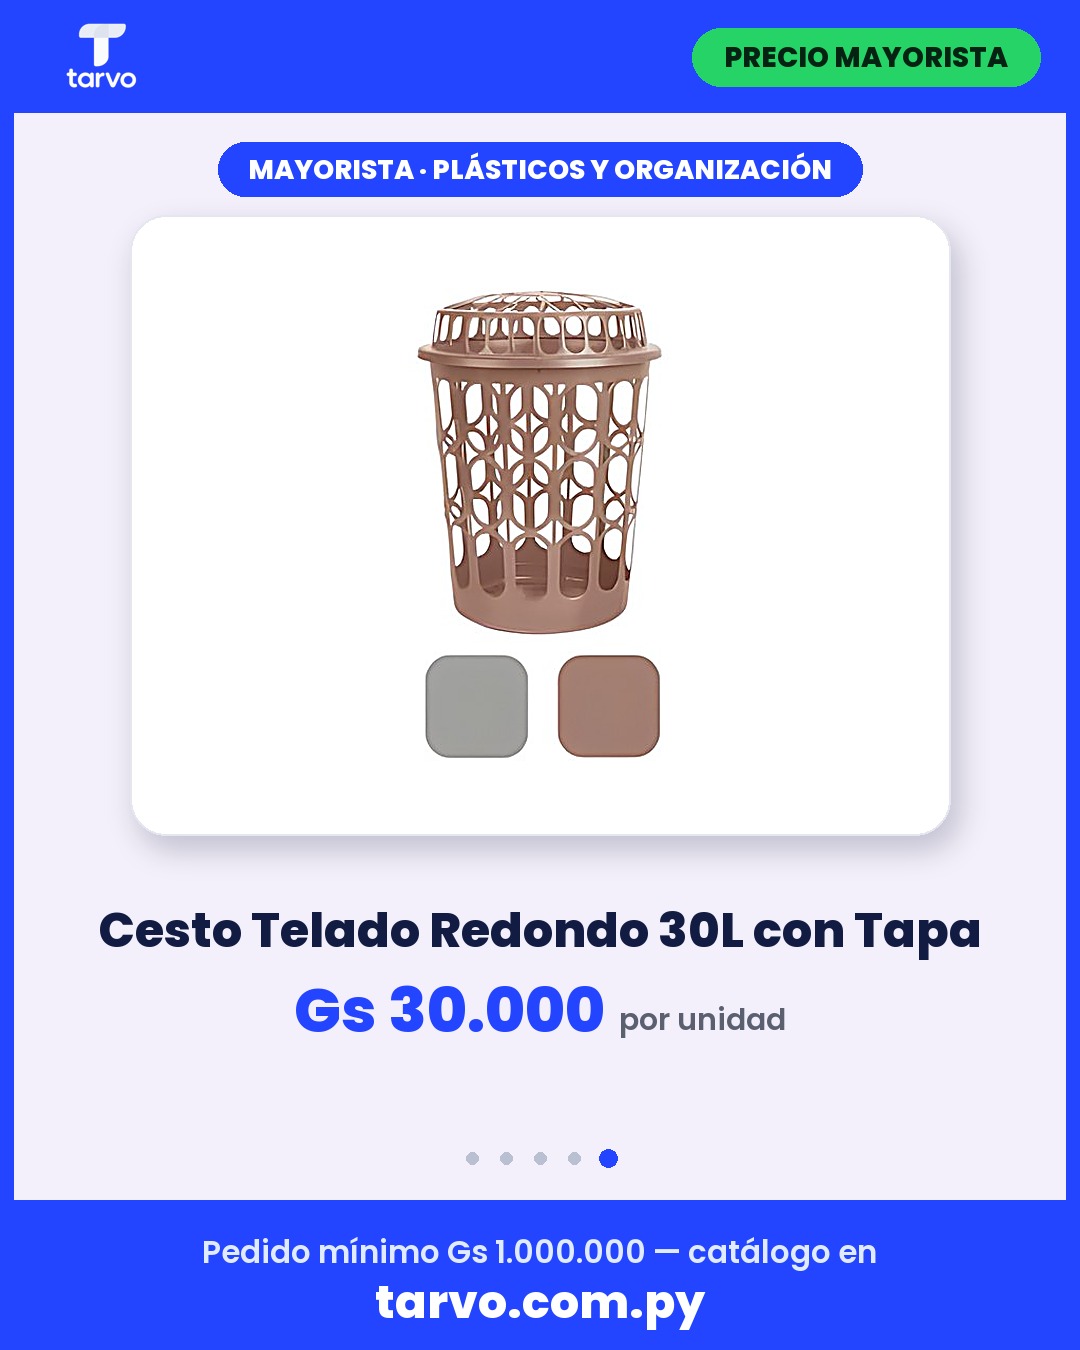 tarvo
PRECIO MAYORISTA
MAYORISTA · PLÁSTICOS Y ORGANIZACIÓN
Cesto Telado Redondo 30L con Tapa
Gs 30.000 por unidad
Pedido mínimo Gs 1.000.000 — catálogo en
tarvo.com.py